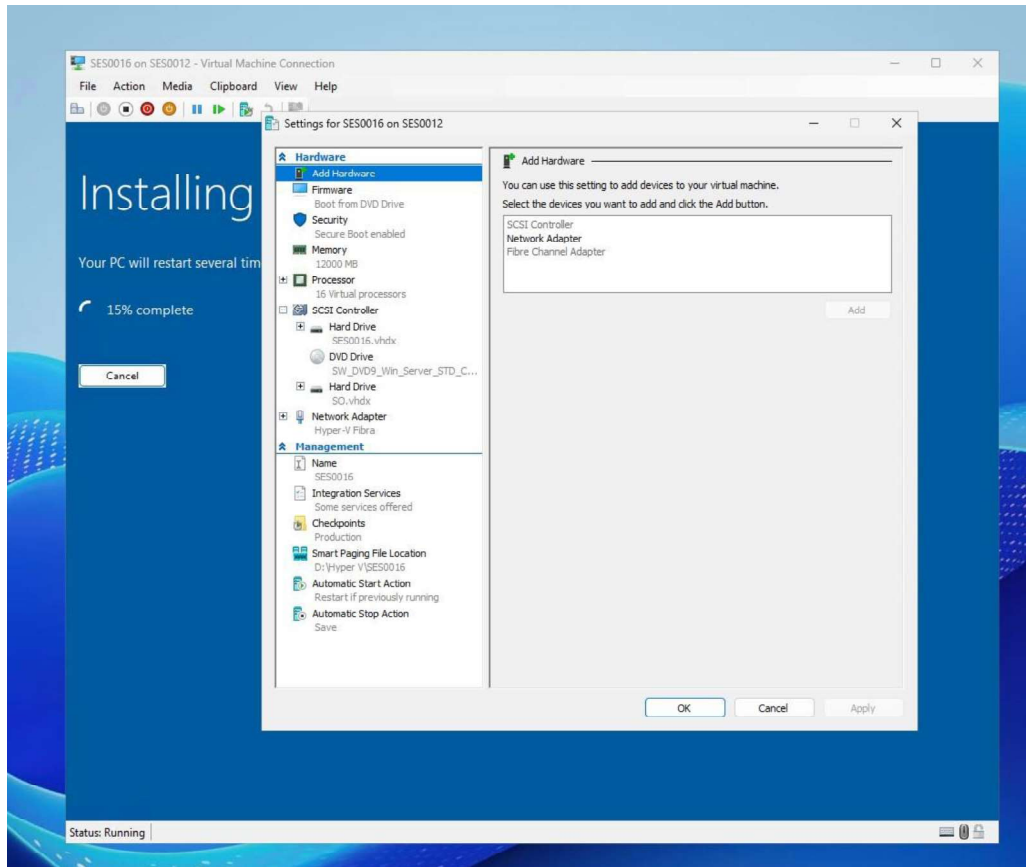 SES0016 on SES0012 - Virtual Machine Connection
File Action Media Clipboard View Help
Installing
Your PC will restart several tim
15% complete
Cancel
Settings for SES0016 on SES0012
Hardware
Add Hardware
Firmware
Boot from DVD Drive
Security
Secure Boot enabled
Memory
12000 MB
Processor
16 Virtual processors
SCSI Controller
Hard Drive
SES0016.vhdx
DVD Drive
SW_DVD9_Win_Server_STD_C...
Hard Drive
SO.vhdx
Network Adapter
Hyper-V Fibra
Management
Name
SES0016
Integration Services
Some services offered
Checkpoints
Production
Smart Paging File Location
D:\Hyper V\SES0016
Automatic Start Action
Restart if previously running
Automatic Stop Action
Save
Add Hardware
You can use this setting to add devices to your virtual machine.
Select the devices you want to add and click the Add button.
SCSI Controller
Network Adapter
Fibre Channel Adapter
Add
OK Cancel Apply
Status: Running